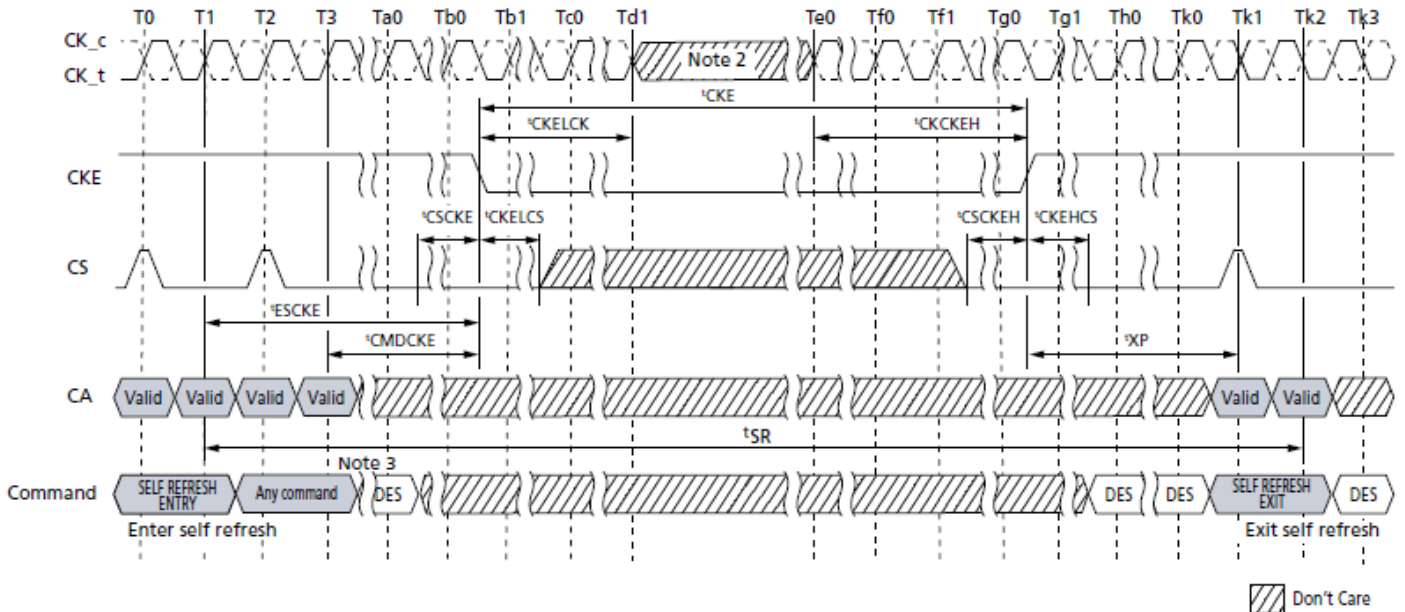 T0 T1 T2 T3 Ta0 Tb0 Tb1 Tc0 Td1 Te0 Tf0 Tf1 Tg0 Tg1 Th0 Tk0 Tk1 Tk2 Tk3
CK_c
CK_t
Note 2
tCKE
tCKELCK tCKCKEH
CKE
tCSCKE tCKELCS tCSCKEH tCKEHCS
CS
tESCKE
tCMDCKE tXP
CA Valid Valid Valid Valid Valid Valid
tSR
Note 3
Command SELF REFRESH ENTRY Any command DES DES DES SELF REFRESH EXIT DES
Enter self refresh Exit self refresh
Don't Care